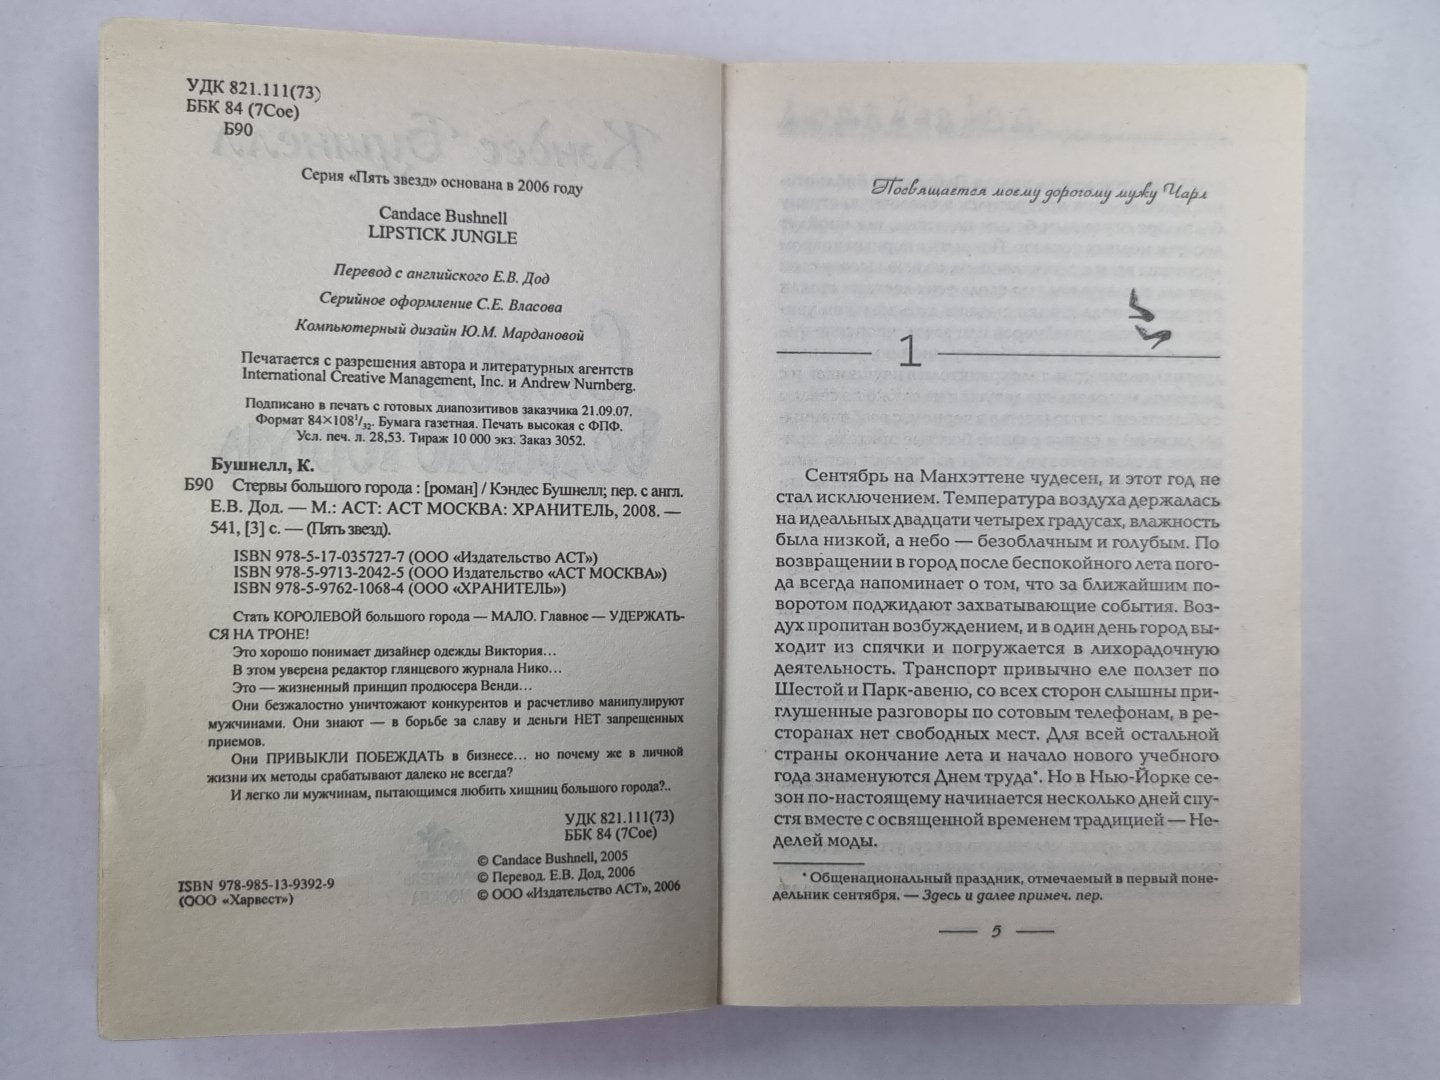 УДК 821.111(73)
ББК 84 (7Сое)
Б90
Серия «Пять звезд» основана в 2006 году
Candace Bushnell
LIPSTICK JUNGLE
Перевод с английского Е.В. Дод
Серийное оформление С.Е. Власова
Компьютерный дизайн Ю.М. Мардановой
Печатается с разрешения автора и литературных агентств
International Creative Management, Inc. и Andrew Nurnberg.
Подписано в печать с готовых диапозитивов заказчика 21.09.07.
Формат 84×108¹/₃₂. Бумага газетная. Печать высокая с ФПФ.
Усл. печ. л. 28,53. Тираж 10 000 экз. Заказ 3052.
Бушнелл, К.
Б90 Стервы большого города : [роман] / Кэндес Бушнелл; пер. с англ.
Е.В. Дод. — М.: АСТ: АСТ МОСКВА: ХРАНИТЕЛЬ, 2008. —
541, [3] с. — (Пять звезд).
ISBN 978-5-17-035727-7 (ООО «Издательство АСТ»)
ISBN 978-5-9713-2042-5 (ООО Издательство «АСТ МОСКВА»)
ISBN 978-5-9762-1068-4 (ООО «ХРАНИТЕЛЬ»)
Стать КОРОЛЕВОЙ большого города — МАЛО. Главное — УДЕРЖАТЬ-
СЯ НА ТРОНЕ!
Это хорошо понимает дизайнер одежды Виктория...
В этом уверена редактор глянцевого журнала Нико...
Это — жизненный принцип продюсера Венди...
Они безжалостно уничтожают конкурентов и расчетливо манипулируют
мужчинами. Они знают — в борьбе за славу и деньги НЕТ запрещенных
приемов.
Они ПРИВЫКЛИ ПОБЕЖДАТЬ в бизнесе... но почему же в личной
жизни их методы срабатывают далеко не всегда?
И легко ли мужчинам, пытающимся любить хищниц большого города?..
УДК 821.111(73)
ББК 84 (7Сое)
© Candace Bushnell, 2005
© Перевод. Е.В. Дод, 2006
© ООО «Издательство АСТ», 2006
ISBN 978-985-13-9392-9
(ООО «Харвест»)
Посвящается моему дорогому мужу Чарл
1
Сентябрь на Манхэттене чудесен, и этот год не
стал исключением. Температура воздуха держалась
на идеальных двадцати четырех градусах, влажность
была низкой, а небо — безоблачным и голубым. По
возвращении в город после беспокойного лета пого-
да всегда напоминает о том, что за ближайшим по-
воротом поджидают захватывающие события. Воз-
дух пропитан возбуждением, и в один день город вы-
ходит из спячки и погружается в лихорадочную
деятельность. Транспорт привычно еле ползет по
Шестой и Парк-авеню, со всех сторон слышны при-
глушенные разговоры по сотовым телефонам, в ре-
сторанах нет свободных мест. Для всей остальной
страны окончание лета и начало нового учебного
года знаменуются Днем труда*. Но в Нью-Йорке се-
зон по-настоящему начинается несколько дней спу-
стя вместе с освященной временем традицией — Не-
делей моды.
* Общенациональный праздник, отмечаемый в первый поне-
дельник сентября. — Здесь и далее примеч. пер.
5